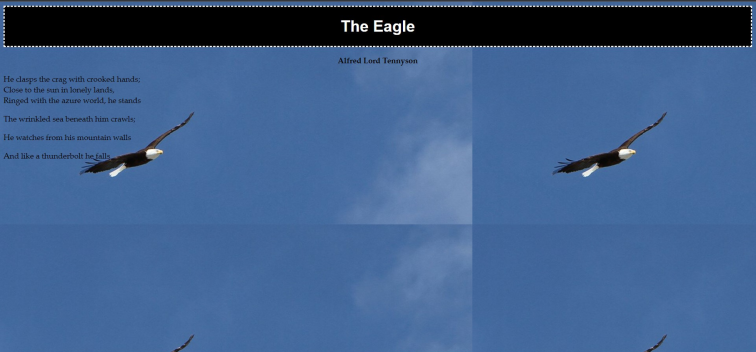 The Eagle
Alfred Lord Tennyson
He clasps the crag with crooked hands;
Close to the sun in lonely lands,
Ringed with the azure world, he stands
The wrinkled sea beneath him crawls;
He watches from his mountain walls
And like a thunderbolt he falls